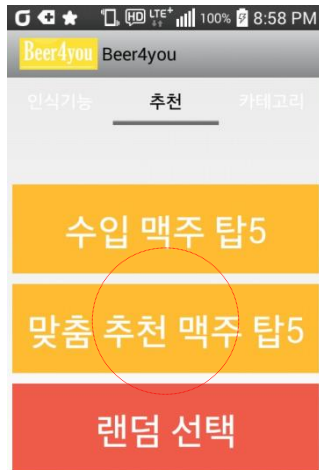 HD LTE+ 100% 8:58 PM
Beer4you Beer4you
인식기능 추천 카테고리
수입 맥주 탑5
맞춤 추천 맥주 탑5
랜덤 선택